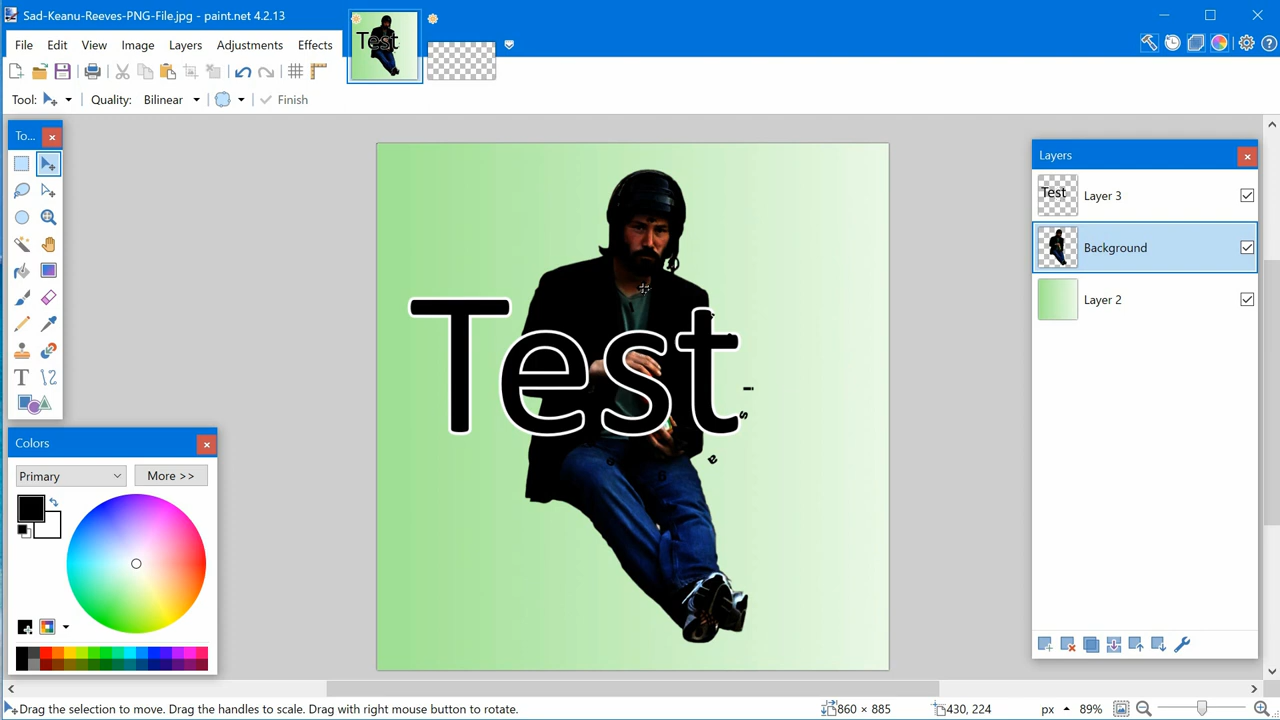 Sad-Keanu-Reeves-PNG-File.jpg - paint.net 4.2.13
File Edit View Image Layers Adjustments Effects
Test
Tool: Quality: Bilinear Finish
To...
Layers
Test Layer 3
Background
Layer 2
Test
i
s
e
Colors
Primary More >>
Drag the selection to move. Drag the handles to scale. Drag with right mouse button to rotate. 860 × 885 430, 224 px 89%